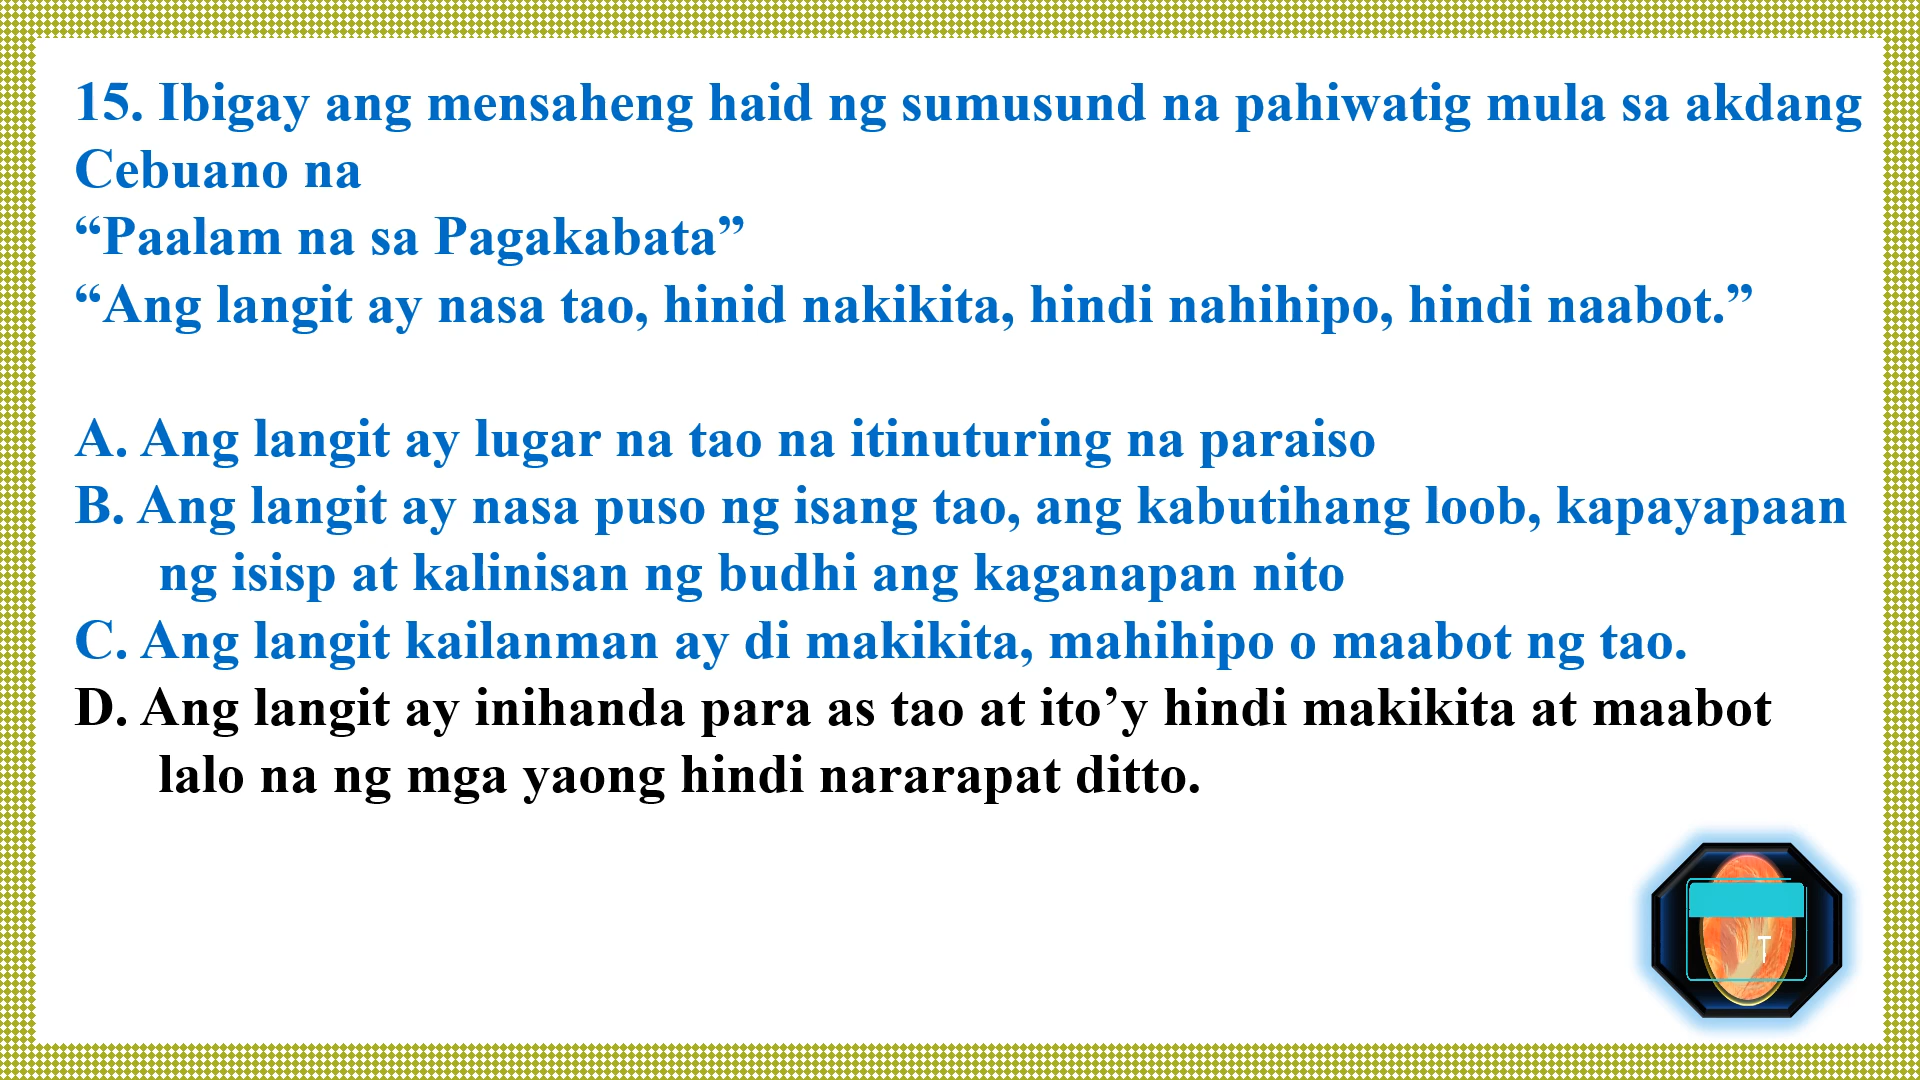 15. Ibigay ang mensaheng haid ng sumusund na pahiwatig mula sa akdang
Cebuano na
“Paalam na sa Pagakabata”
“Ang langit ay nasa tao, hinid nakikita, hindi nahihipo, hindi naabot.”
A. Ang langit ay lugar na tao na itinuturing na paraiso
B. Ang langit ay nasa puso ng isang tao, ang kabutihang loob, kapayapaan
ng isisp at kalinisan ng budhi ang kaganapan nito
C. Ang langit kailanman ay di makikita, mahihipo o maabot ng tao.
D. Ang langit ay inihanda para as tao at ito’y hindi makikita at maabot
lalo na ng mga yaong hindi nararapat ditto.
T